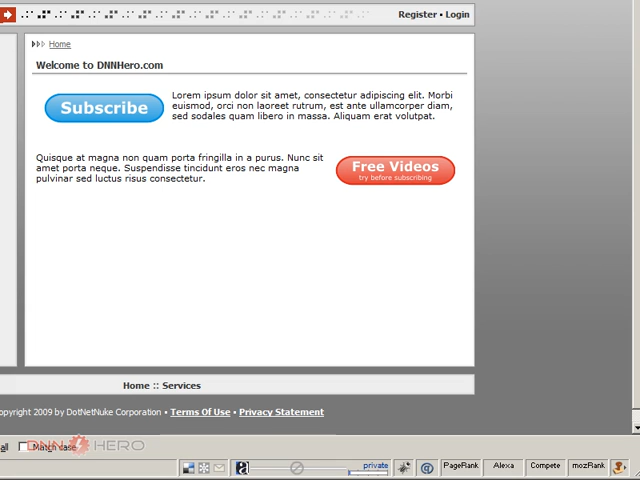 Register • Login
Home
Welcome to DNNHero.com
Subscribe
Lorem ipsum dolor sit amet, consectetur adipiscing elit. Morbi
euismod, orci non laoreet rutrum, est ante ullamcorper diam,
sed sodales quam libero in massa. Aliquam erat volutpat.
Quisque at magna non quam porta fringilla in a purus. Nunc sit
amet porta neque. Suspendisse tincidunt eros nec magna
pulvinar sed luctus risus consectetur.
Free Videos
try before subscribing
Home :: Services
opyright 2009 by DotNetNuke Corporation • Terms Of Use • Privacy Statement
all Match case
DNN HERO
private
PageRank Alexa Compete mozRank